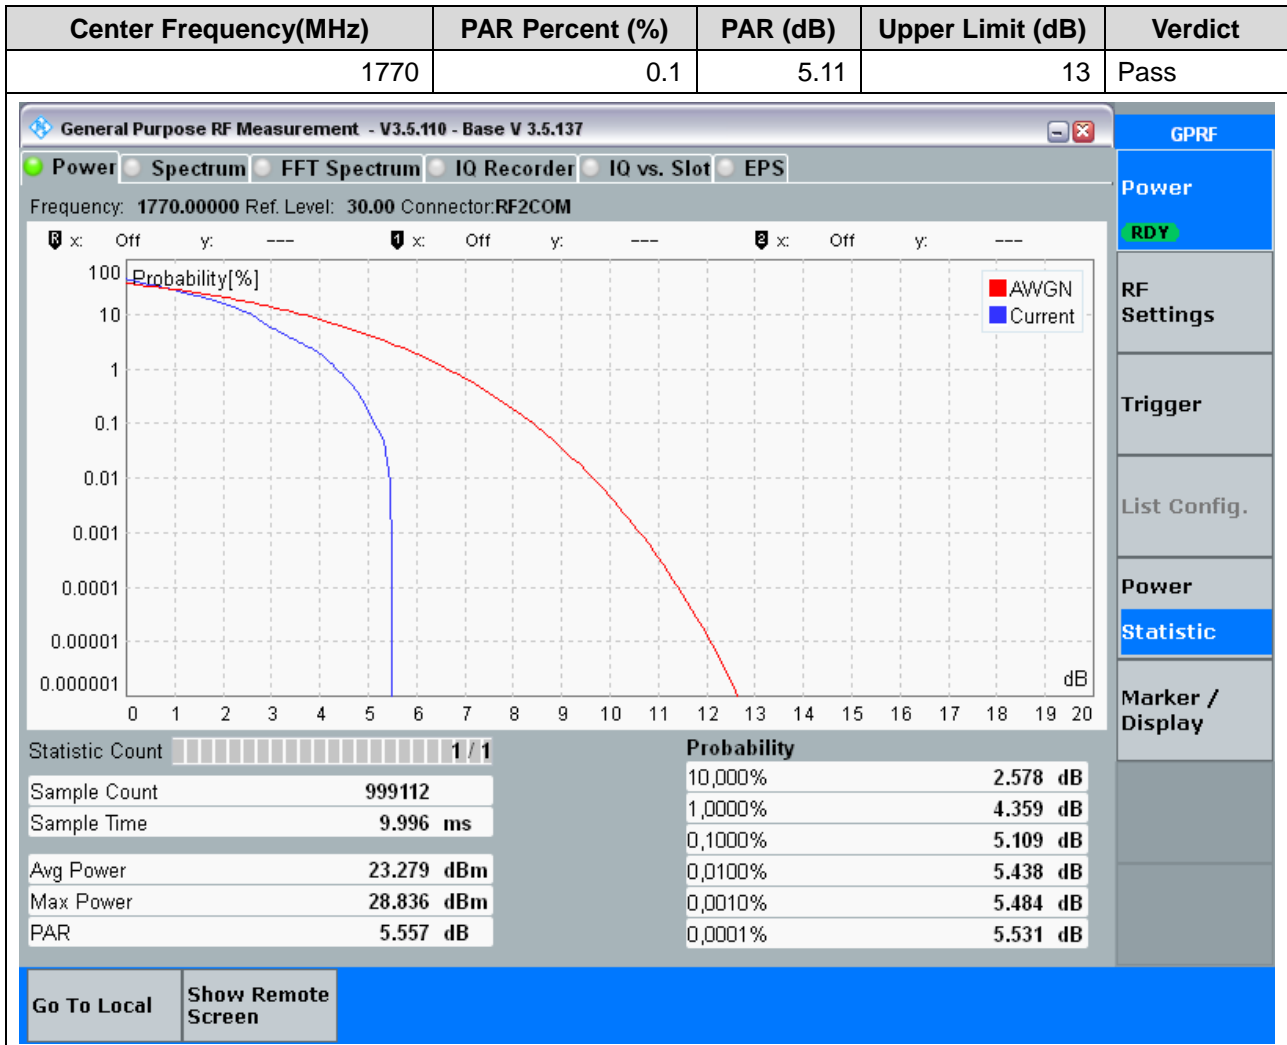 Center Frequency(MHz) PAR Percent (%) PAR (dB) Upper Limit (dB) Verdict
1770 0.1 5.11 13 Pass
General Purpose RF Measurement - V3.5.110 - Base V 3.5.137
GPRF
Power Spectrum FFT Spectrum IQ Recorder IQ vs. Slot EPS
Power
RDY
Frequency: 1770.00000 Ref. Level: 30.00 Connector:RF2COM
R x: Off y: --- 1 x: Off y: --- 2 x: Off y: ---
Probability[%]
AWGN
Current
100
10
1
0.1
0.01
0.001
0.0001
0.00001
0.000001
dB
0 1 2 3 4 5 6 7 8 9 10 11 12 13 14 15 16 17 18 19 20
RF
Settings
Trigger
List Config.
Power
Statistic
Marker /
Display
Statistic Count 1 / 1
Sample Count 999112
Sample Time 9.996 ms
Avg Power 23.279 dBm
Max Power 28.836 dBm
PAR 5.557 dB
Probability
10,000% 2.578 dB
1,0000% 4.359 dB
0,1000% 5.109 dB
0,0100% 5.438 dB
0,0010% 5.484 dB
0,0001% 5.531 dB
Go To Local
Show Remote
Screen